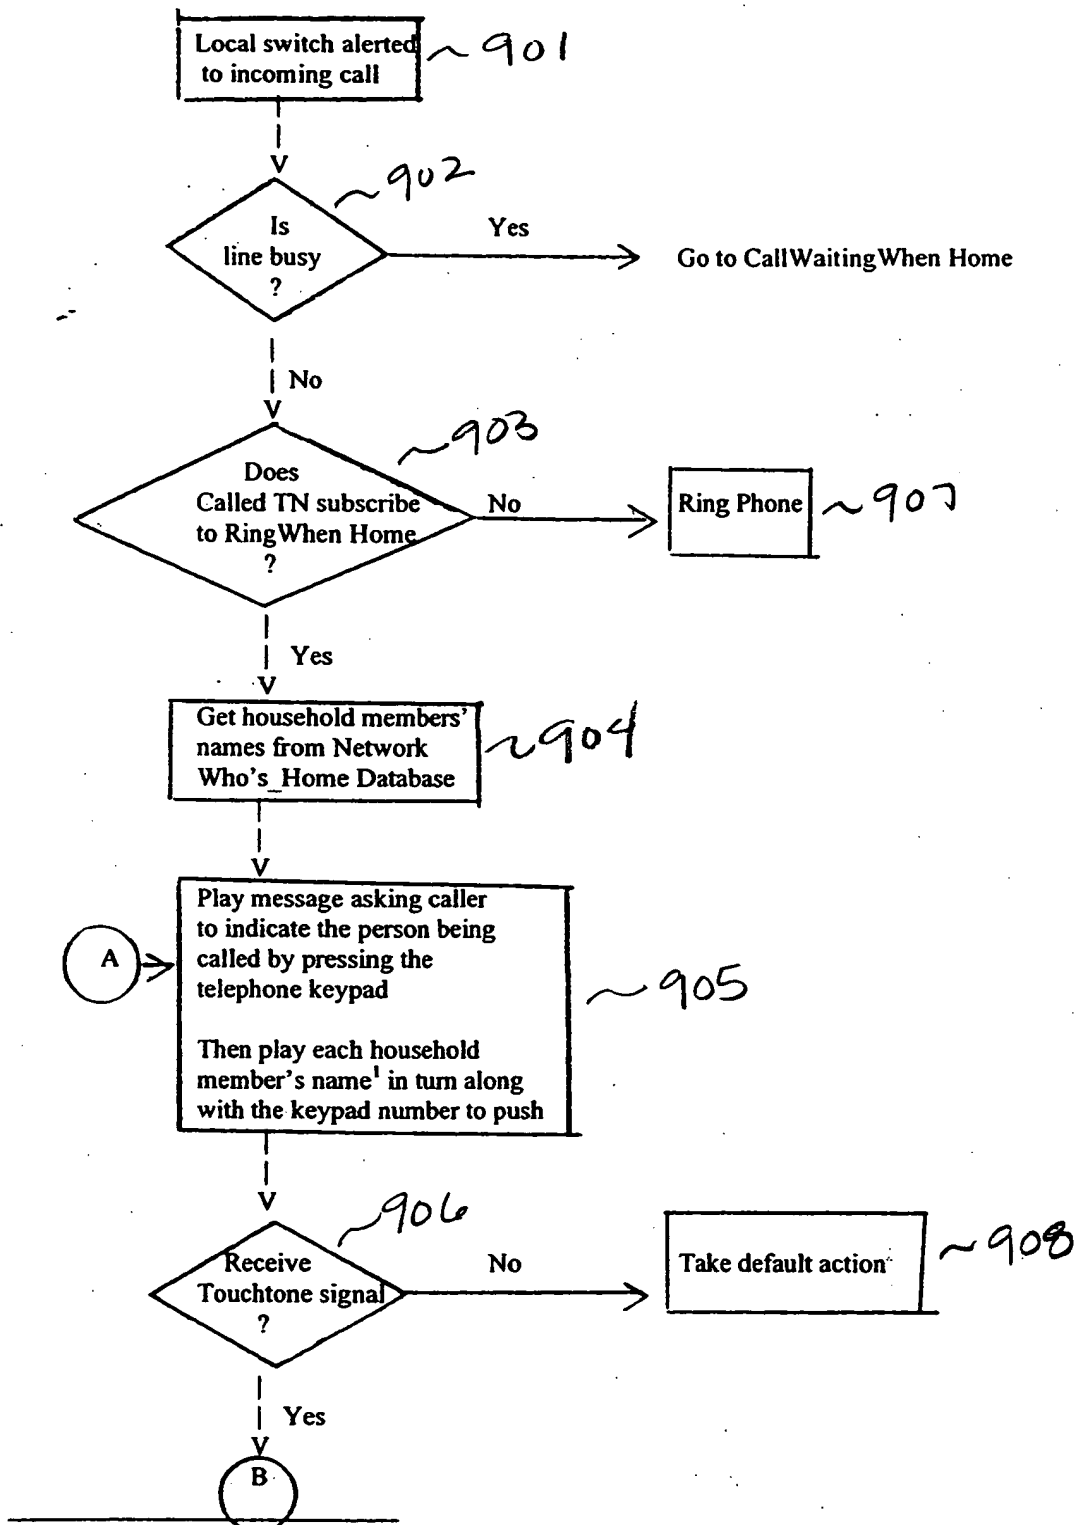 Local switch alerted
to incoming call
~901
~902
Is
line busy
?
Yes
Go to CallWaitingWhen Home
No
~903
Does
Called TN subscribe
to RingWhen Home
?
No
Ring Phone
~907
Yes
Get household members'
names from Network
Who's_Home Database
~904
A
Play message asking caller
to indicate the person being
called by pressing the
telephone keypad
Then play each household
member's name¹ in turn along
with the keypad number to push
~905
~906
Receive
Touchtone signal
?
No
Take default action
~908
Yes
B